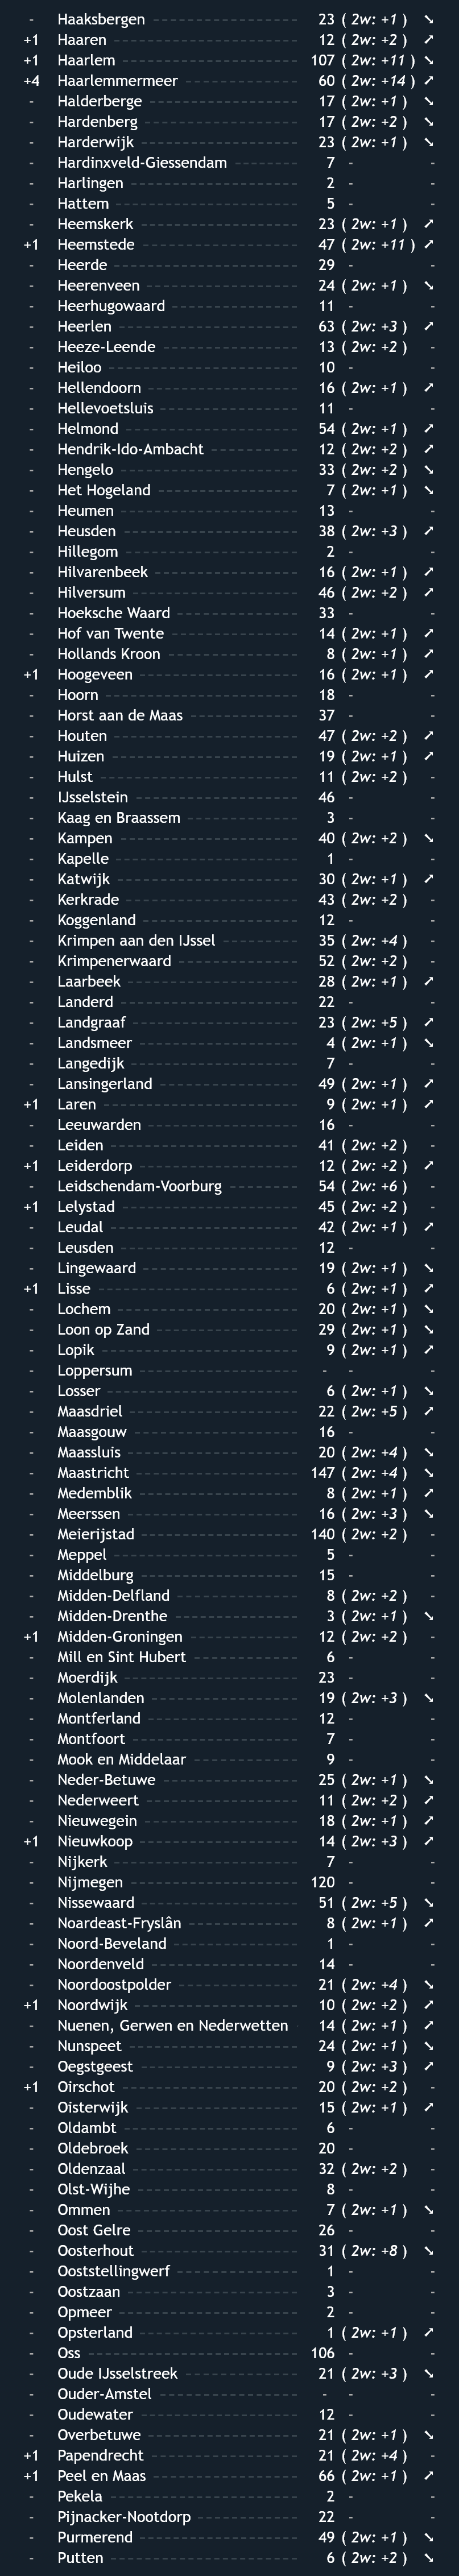 - Haaksbergen 23 ( 2w: +1 ) ↘
+1 Haaren 12 ( 2w: +2 ) ↗
+1 Haarlem 107 ( 2w: +11 ) ↘
+4 Haarlemmermeer 60 ( 2w: +14 ) ↗
- Halderberge 17 ( 2w: +1 ) ↘
- Hardenberg 17 ( 2w: +2 ) ↘
- Harderwijk 23 ( 2w: +1 ) ↘
- Hardinxveld-Giessendam 7 - -
- Harlingen 2 - -
- Hattem 5 - -
- Heemskerk 23 ( 2w: +1 ) ↗
+1 Heemstede 47 ( 2w: +11 ) ↗
- Heerde 29 - -
- Heerenveen 24 ( 2w: +1 ) ↘
- Heerhugowaard 11 - -
- Heerlen 63 ( 2w: +3 ) ↗
- Heeze-Leende 13 ( 2w: +2 ) -
- Heiloo 10 - -
- Hellendoorn 16 ( 2w: +1 ) ↗
- Hellevoetsluis 11 - -
- Helmond 54 ( 2w: +1 ) ↗
- Hendrik-Ido-Ambacht 12 ( 2w: +2 ) ↗
- Hengelo 33 ( 2w: +2 ) ↘
- Het Hogeland 7 ( 2w: +1 ) ↘
- Heumen 13 - -
- Heusden 38 ( 2w: +3 ) ↗
- Hillegom 2 - -
- Hilvarenbeek 16 ( 2w: +1 ) ↗
- Hilversum 46 ( 2w: +2 ) ↗
- Hoeksche Waard 33 - -
- Hof van Twente 14 ( 2w: +1 ) ↗
- Hollands Kroon 8 ( 2w: +1 ) ↗
+1 Hoogeveen 16 ( 2w: +1 ) ↗
- Hoorn 18 - -
- Horst aan de Maas 37 - -
- Houten 47 ( 2w: +2 ) ↗
- Huizen 19 ( 2w: +1 ) ↗
- Hulst 11 ( 2w: +2 ) -
- IJsselstein 46 - -
- Kaag en Braassem 3 - -
- Kampen 40 ( 2w: +2 ) ↘
- Kapelle 1 - -
- Katwijk 30 ( 2w: +1 ) ↗
- Kerkrade 43 ( 2w: +2 ) -
- Koggenland 12 - -
- Krimpen aan den IJssel 35 ( 2w: +4 ) -
- Krimpenerwaard 52 ( 2w: +2 ) -
- Laarbeek 28 ( 2w: +1 ) ↗
- Landerd 22 - -
- Landgraaf 23 ( 2w: +5 ) ↗
- Landsmeer 4 ( 2w: +1 ) ↘
- Langedijk 7 - -
- Lansingerland 49 ( 2w: +1 ) ↗
+1 Laren 9 ( 2w: +1 ) ↗
- Leeuwarden 16 - -
- Leiden 41 ( 2w: +2 ) -
+1 Leiderdorp 12 ( 2w: +2 ) ↗
- Leidschendam-Voorburg 54 ( 2w: +6 ) -
+1 Lelystad 45 ( 2w: +2 ) -
- Leudal 42 ( 2w: +1 ) ↗
- Leusden 12 - -
- Lingewaard 19 ( 2w: +1 ) ↘
+1 Lisse 6 ( 2w: +1 ) ↗
- Lochem 20 ( 2w: +1 ) ↘
- Loon op Zand 29 ( 2w: +1 ) ↘
- Lopik 9 ( 2w: +1 ) ↗
- Loppersum - - -
- Losser 6 ( 2w: +1 ) ↘
- Maasdriel 22 ( 2w: +5 ) ↗
- Maasgouw 16 - -
- Maassluis 20 ( 2w: +4 ) ↘
- Maastricht 147 ( 2w: +4 ) ↘
- Medemblik 8 ( 2w: +1 ) ↗
- Meerssen 16 ( 2w: +3 ) ↘
- Meierijstad 140 ( 2w: +2 ) -
- Meppel 5 - -
- Middelburg 15 - -
- Midden-Delfland 8 ( 2w: +2 ) -
- Midden-Drenthe 3 ( 2w: +1 ) ↘
+1 Midden-Groningen 12 ( 2w: +2 ) -
- Mill en Sint Hubert 6 - -
- Moerdijk 23 - -
- Molenlanden 19 ( 2w: +3 ) ↘
- Montferland 12 - -
- Montfoort 7 - -
- Mook en Middelaar 9 - -
- Neder-Betuwe 25 ( 2w: +1 ) ↘
- Nederweert 11 ( 2w: +2 ) ↗
- Nieuwegein 18 ( 2w: +1 ) ↗
+1 Nieuwkoop 14 ( 2w: +3 ) ↗
- Nijkerk 7 - -
- Nijmegen 120 - -
- Nissewaard 51 ( 2w: +5 ) ↘
- Noardeast-Fryslân 8 ( 2w: +1 ) ↗
- Noord-Beveland 1 - -
- Noordenveld 14 - -
- Noordoostpolder 21 ( 2w: +4 ) ↘
+1 Noordwijk 10 ( 2w: +2 ) ↗
- Nuenen, Gerwen en Nederwetten 14 ( 2w: +1 ) ↗
- Nunspeet 24 ( 2w: +1 ) ↘
- Oegstgeest 9 ( 2w: +3 ) ↗
+1 Oirschot 20 ( 2w: +2 ) -
- Oisterwijk 15 ( 2w: +1 ) ↗
- Oldambt 6 - -
- Oldebroek 20 - -
- Oldenzaal 32 ( 2w: +2 ) -
- Olst-Wijhe 8 - -
- Ommen 7 ( 2w: +1 ) ↘
- Oost Gelre 26 - -
- Oosterhout 31 ( 2w: +8 ) ↘
- Ooststellingwerf 1 - -
- Oostzaan 3 - -
- Opmeer 2 - -
- Opsterland 1 ( 2w: +1 ) ↗
- Oss 106 - -
- Oude IJsselstreek 21 ( 2w: +3 ) ↘
- Ouder-Amstel - - -
- Oudewater 12 - -
- Overbetuwe 21 ( 2w: +1 ) ↘
+1 Papendrecht 21 ( 2w: +4 ) -
+1 Peel en Maas 66 ( 2w: +1 ) ↗
- Pekela 2 - -
- Pijnacker-Nootdorp 22 - -
- Purmerend 49 ( 2w: +1 ) ↘
- Putten 6 ( 2w: +2 ) ↘